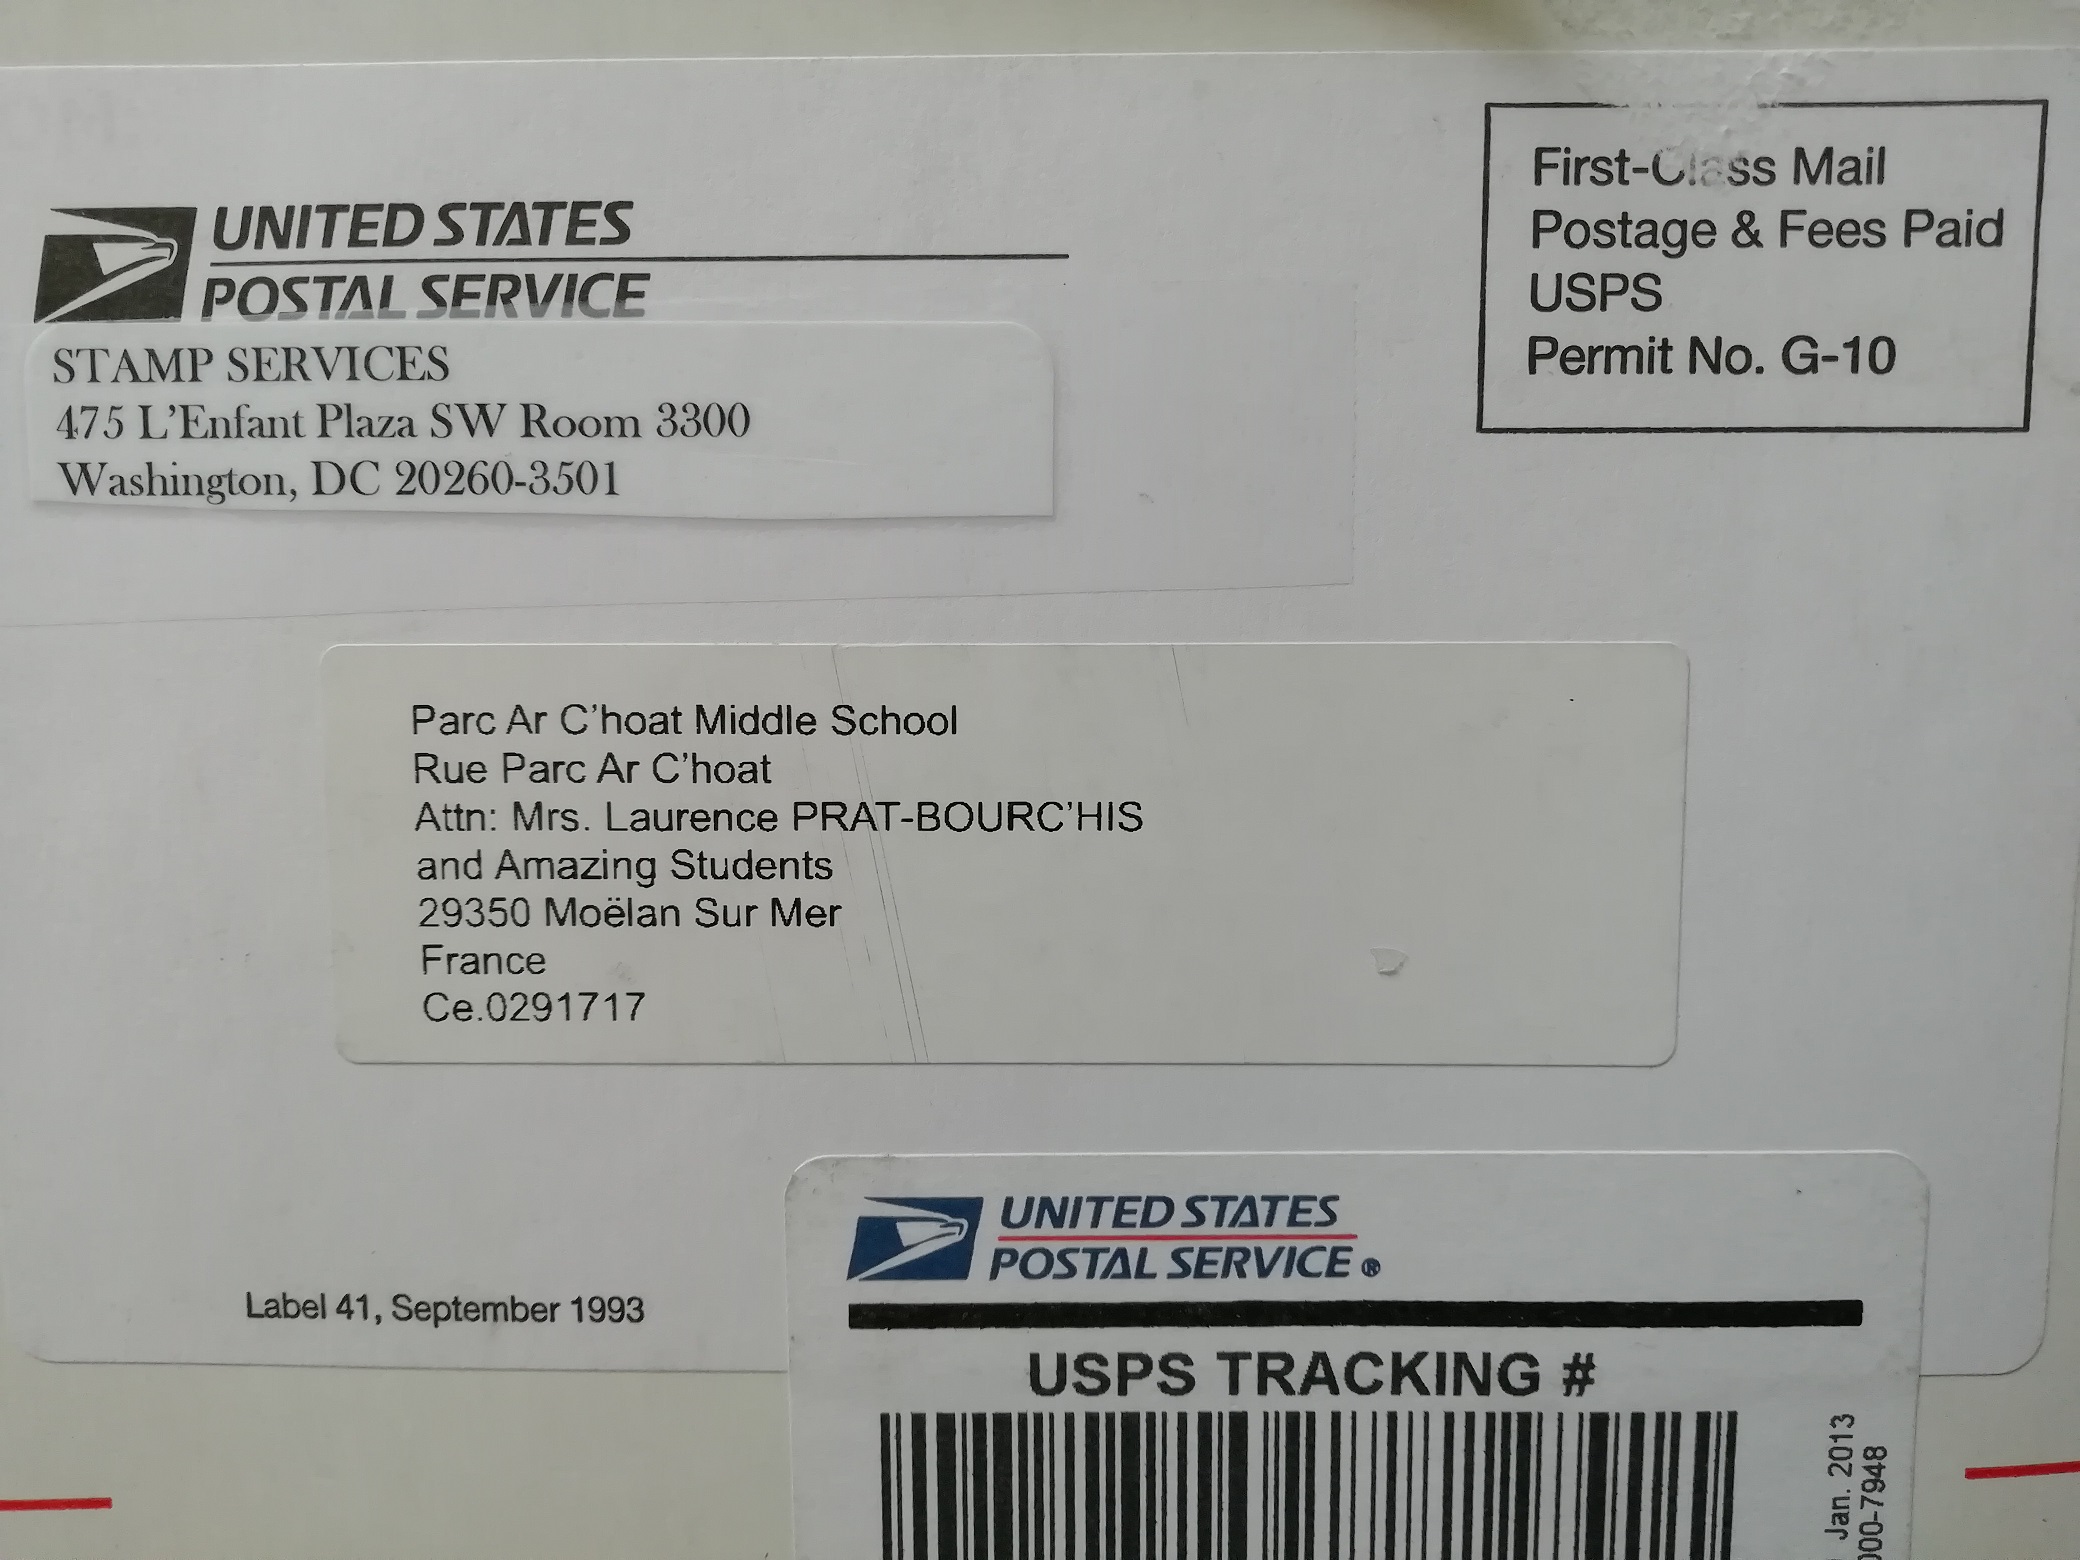 UNITED STATES
POSTAL SERVICE
STAMP SERVICES
475 L'Enfant Plaza SW Room 3300
Washington, DC 20260-3501
First-Class Mail
Postage & Fees Paid
USPS
Permit No. G-10
Parc Ar C'hoat Middle School
Rue Parc Ar C'hoat
Attn: Mrs. Laurence PRAT-BOURC'HIS
and Amazing Students
29350 Moëlan Sur Mer
France
Ce.0291717
Label 41, September 1993
UNITED STATES
POSTAL SERVICE®
USPS TRACKING #
Jan. 2013
00-7948